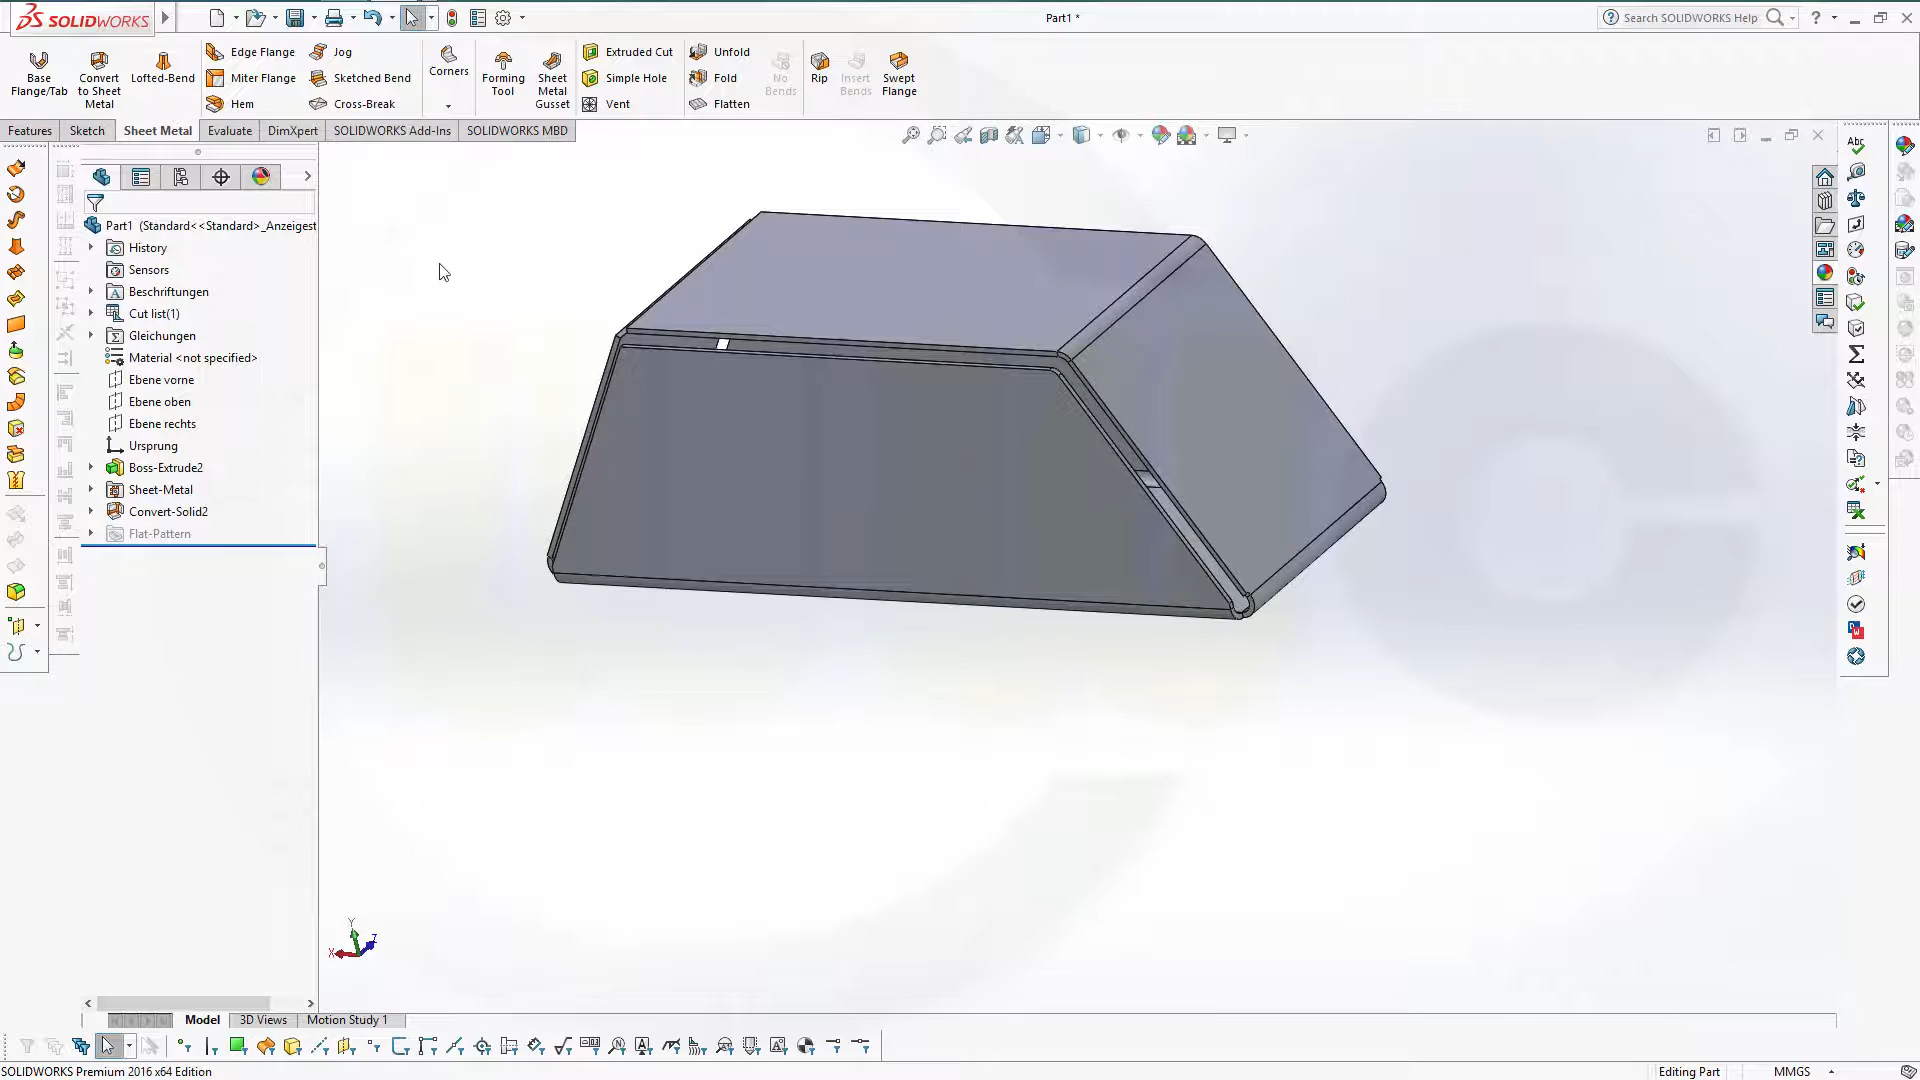 SOLIDWORKS
Part1 *
Search SOLIDWORKS Help
Base Flange/Tab
Convert to Sheet Metal
Lofted-Bend
Edge Flange
Miter Flange
Hem
Jog
Sketched Bend
Cross-Break
Corners
Forming Tool
Sheet Metal Gusset
Extruded Cut
Simple Hole
Vent
Unfold
Fold
Flatten
No Bends
Rip
Insert Bends
Swept Flange
Features
Sketch
Sheet Metal
Evaluate
DimXpert
SOLIDWORKS Add-Ins
SOLIDWORKS MBD
Part1 (Standard<<Standard>_Anzeigest
History
Sensors
Beschriftungen
Cut list(1)
Gleichungen
Material <not specified>
Ebene vorne
Ebene oben
Ebene rechts
Ursprung
Boss-Extrude2
Sheet-Metal
Convert-Solid2
Flat-Pattern
Y
Z
X
Model
3D Views
Motion Study 1
SOLIDWORKS Premium 2016 x64 Edition
Editing Part
MMGS